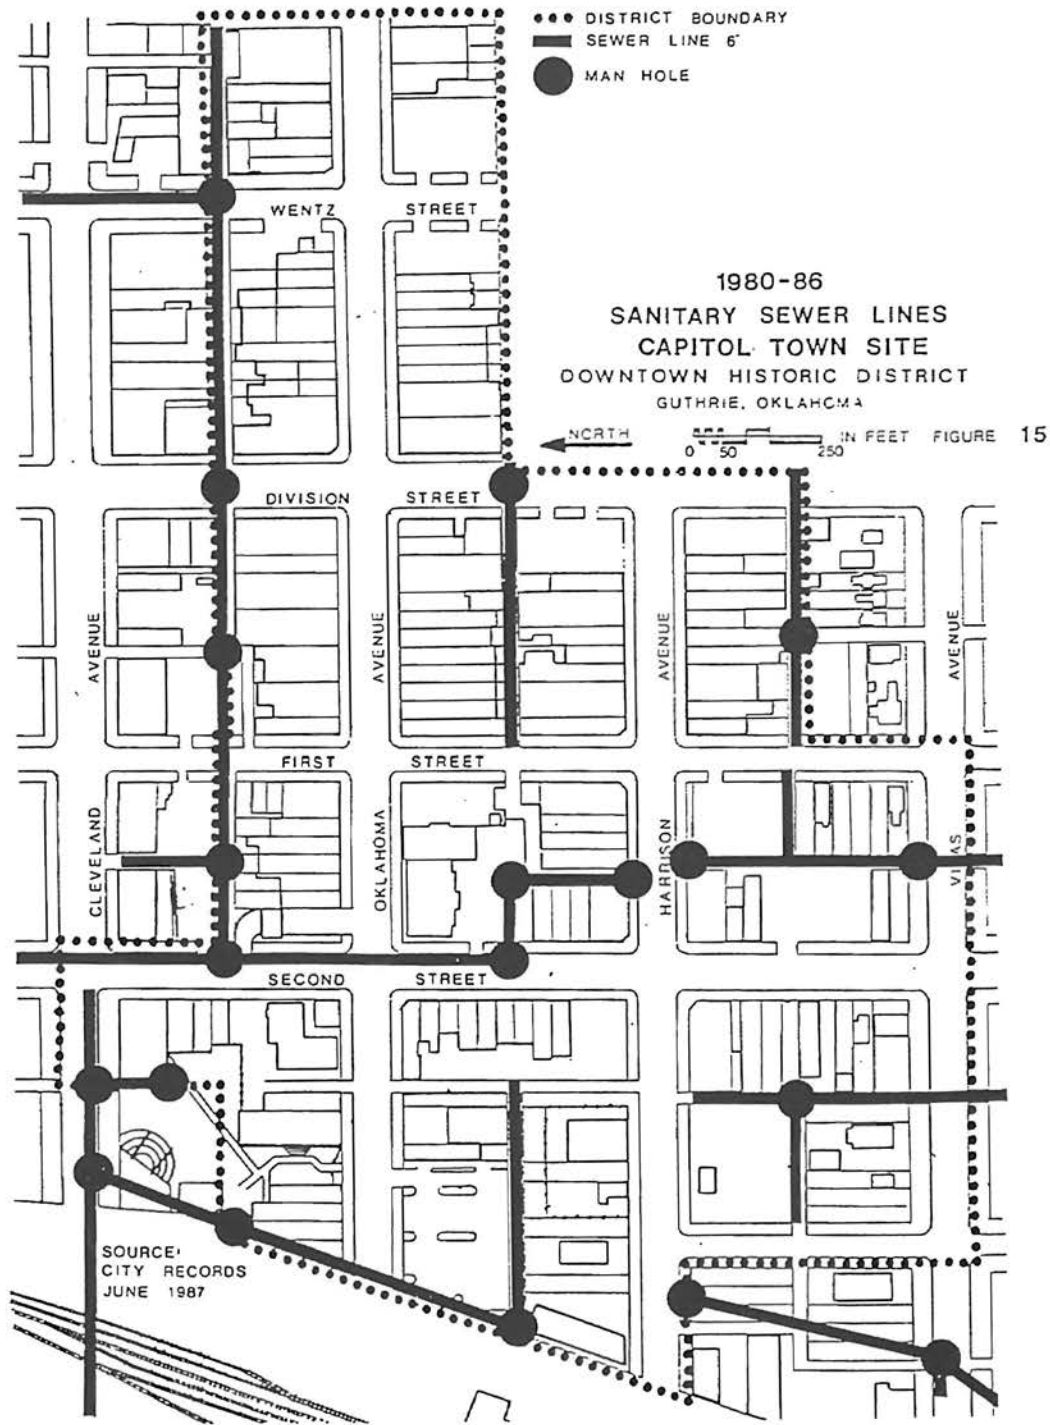 DISTRICT BOUNDARY
SEWER LINE 6"
MAN HOLE
WENTZ STREET
1980-86
SANITARY SEWER LINES
CAPITOL TOWN SITE
DOWNTOWN HISTORIC DISTRICT
GUTHRIE, OKLAHOMA
NORTH
0 50 250
IN FEET FIGURE 15
DIVISION STREET
AVENUE
AVENUE
AVENUE
AVENUE
FIRST STREET
CLEVELAND
OKLAHOMA
HARRISON
SECOND STREET
SOURCE:
CITY RECORDS
JUNE 1987